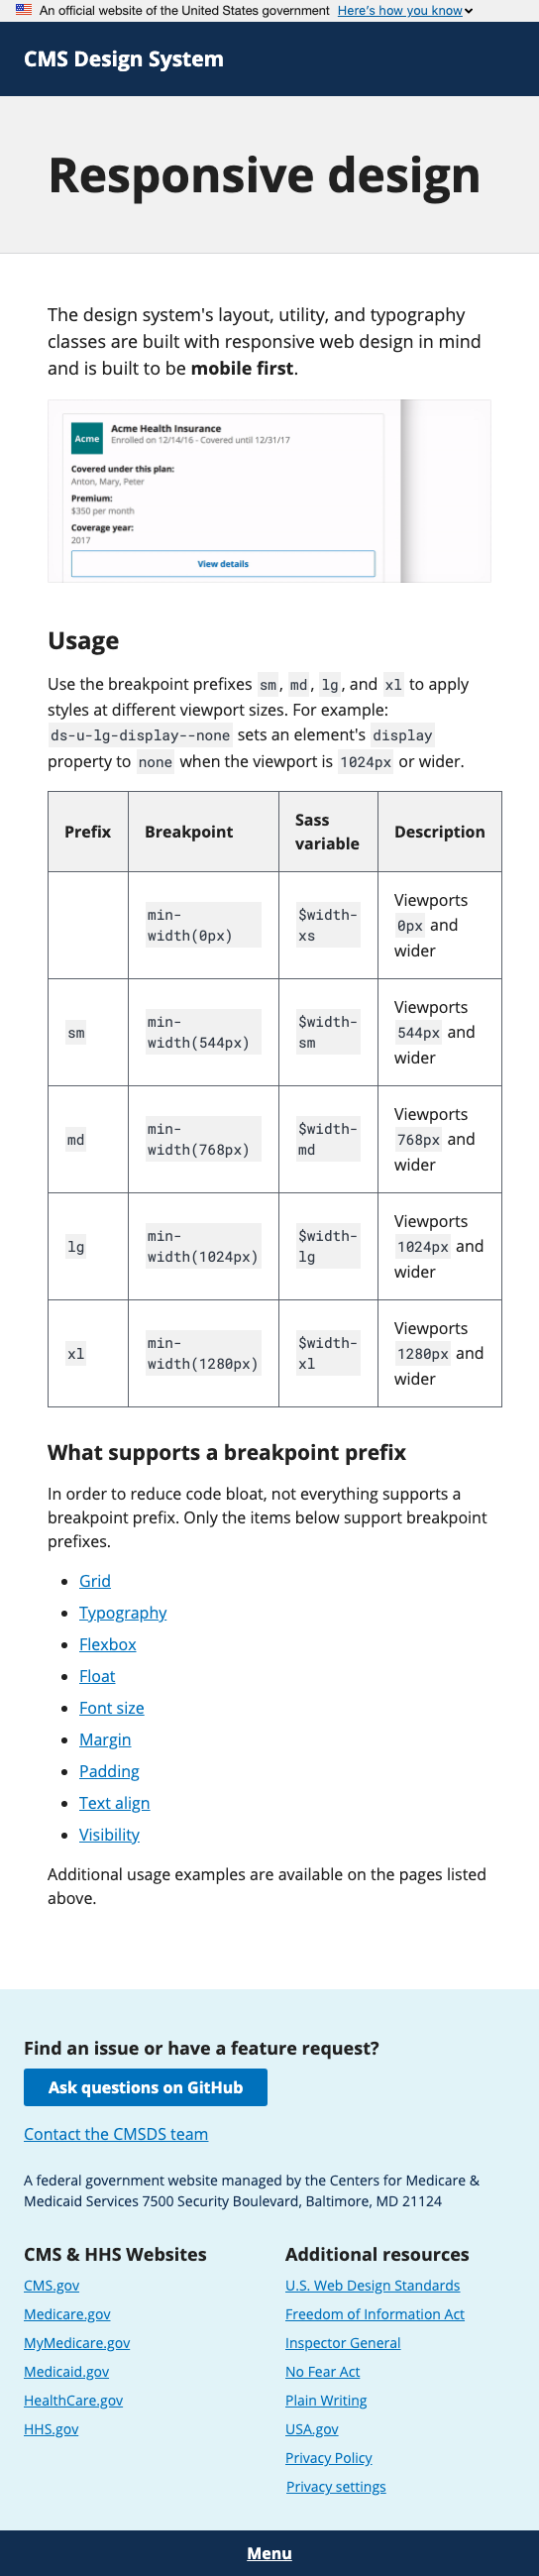 An official website of the United States government Here's how you know
CMS Design System
Responsive design
The design system's layout, utility, and typography
classes are built with responsive web design in mind
and is built to be mobile first.
Acme
Acme Health Insurance
Enrolled on 12/14/16 - Covered until 12/31/17
Covered under this plan:
Anton, Mary, Peter
Premium:
$350 per month
Coverage year:
2017
View details
Usage
Use the breakpoint prefixes sm, md, lg, and xl to apply
styles at different viewport sizes. For example:
ds-u-lg-display--none sets an element's display
property to none when the viewport is 1024px or wider.
Prefix Breakpoint Sass variable Description
min-width(0px) $width-xs Viewports 0px and wider
sm min-width(544px) $width-sm Viewports 544px and wider
md min-width(768px) $width-md Viewports 768px and wider
lg min-width(1024px) $width-lg Viewports 1024px and wider
xl min-width(1280px) $width-xl Viewports 1280px and wider
What supports a breakpoint prefix
In order to reduce code bloat, not everything supports a
breakpoint prefix. Only the items below support breakpoint
prefixes.
Grid
Typography
Flexbox
Float
Font size
Margin
Padding
Text align
Visibility
Additional usage examples are available on the pages listed
above.
Find an issue or have a feature request?
Ask questions on GitHub
Contact the CMSDS team
A federal government website managed by the Centers for Medicare &
Medicaid Services 7500 Security Boulevard, Baltimore, MD 21124
CMS & HHS Websites
CMS.gov
Medicare.gov
MyMedicare.gov
Medicaid.gov
HealthCare.gov
HHS.gov
Additional resources
U.S. Web Design Standards
Freedom of Information Act
Inspector General
No Fear Act
Plain Writing
USA.gov
Privacy Policy
Privacy settings
Menu